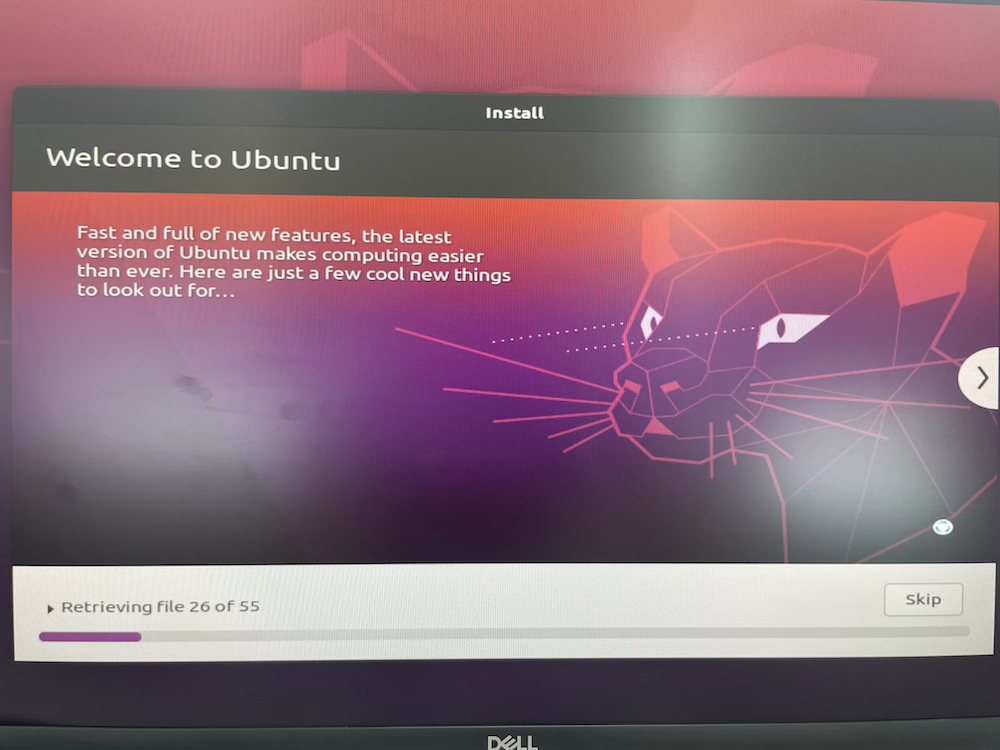 Install
Welcome to Ubuntu
Fast and full of new features, the latest
version of Ubuntu makes computing easier
than ever. Here are just a few cool new things
to look out for...
Retrieving file 26 of 55
Skip
DELL